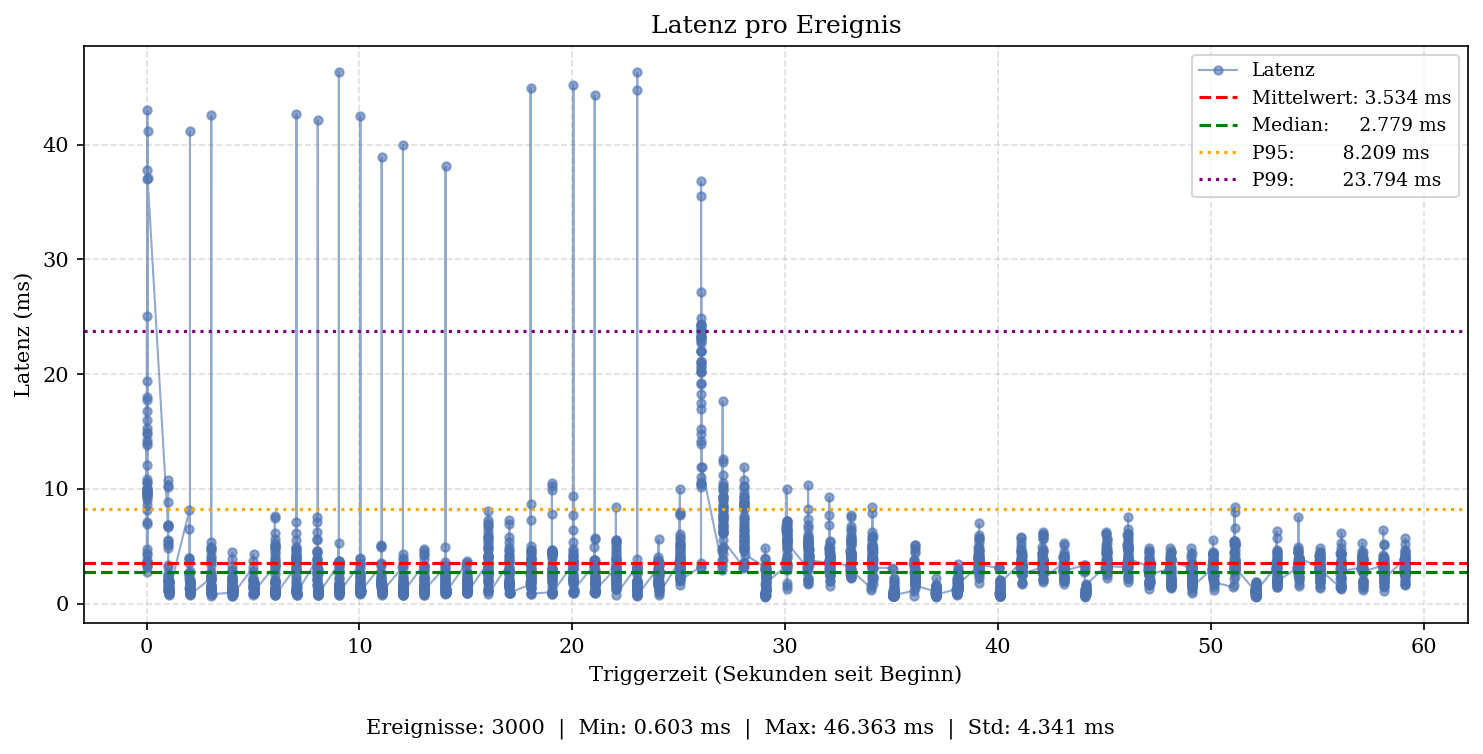 Latenz pro Ereignis
Latenz (ms)
40
30
20
10
0
Latenz
Mittelwert: 3.534 ms
Median: 2.779 ms
P95: 8.209 ms
P99: 23.794 ms
0 10 20 30 40 50 60
Triggerzeit (Sekunden seit Beginn)
Ereignisse: 3000 | Min: 0.603 ms | Max: 46.363 ms | Std: 4.341 ms